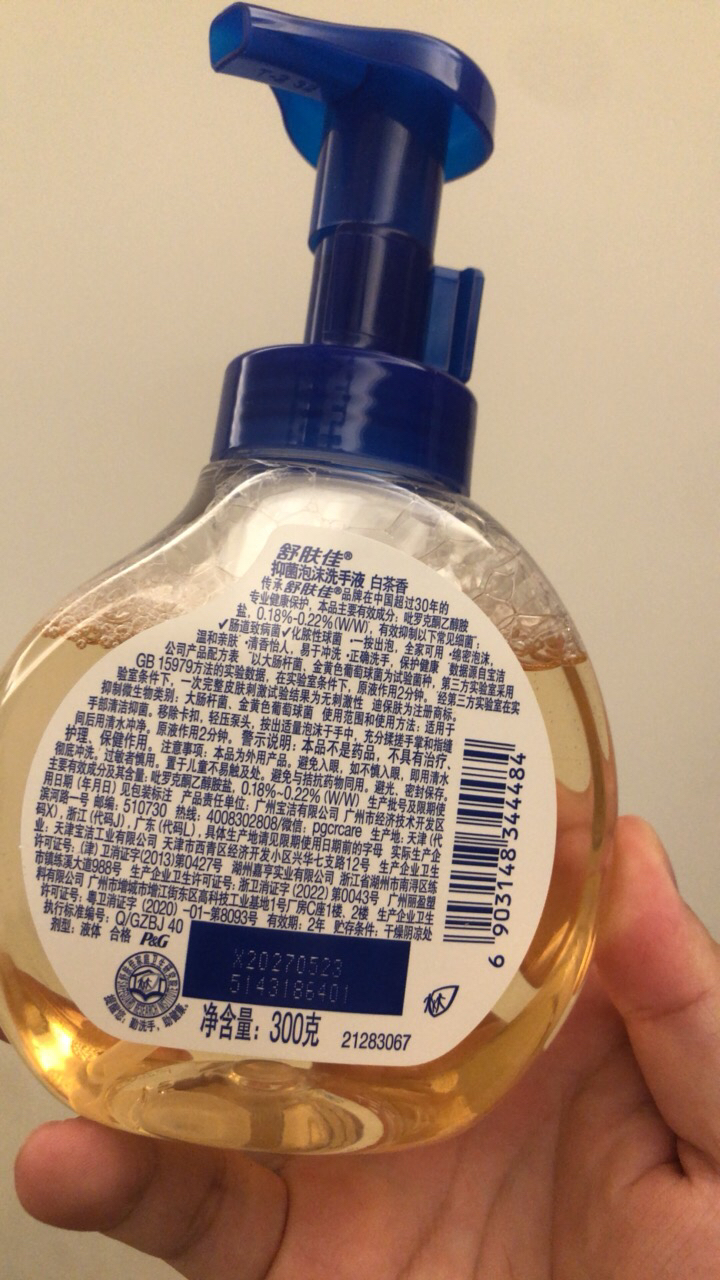 舒肤佳®
抑菌泡沫洗手液 白茶香
传承舒肤佳®品牌在中国超过30年的
专业健康保护，本品主要有效成分：吡罗克酮乙醇胺
盐，0.18%~0.22%(W/W)，有效抑制以下常见细菌：
✓肠道致病菌✓化脓性球菌 ·一按出泡，全家可用 ·绵密泡沫，
温和亲肤 ·清香怡人，易于冲洗 ·正确洗手，保护健康 数据源自宝洁
公司产品配方表 以大肠杆菌、金黄色葡萄球菌为试验菌种，第三方实验室采用
GB 15979方法的实验数据，在实验室条件下，原液作用2分钟。经第三方实验室在实
验室条件下，一次完整皮肤刺激试验结果为无刺激性 追保肤为注册商标。
抑制微生物类别：大肠杆菌、金黄色葡萄球菌 使用范围和使用方法：适用于
手部清洁抑菌。移除卡扣，轻压泵头，按出适量泡沫于手中，充分揉搓手掌和指缝
间后用清水冲净，原液作用2分钟。警示说明：本品不是药品，不具有治疗、
护理、保健作用。注意事项：本品为外用产品，避免入眼，如不慎入眼，即用清水
彻底冲洗，过敏者慎用。置于儿童不易触及处。避免与拮抗药物同用。避光、密封保存。
主要有效成分及其含量：吡罗克酮乙醇胺盐，0.18%~0.22% (W/W) 生产批号及限期使
用日期（年月日）见包装标注 产品责任单位：广州宝洁有限公司 广州市经济技术开发区
滨河路一号 邮编：510730 热线：4008302808/微信：pgcrcare 产地：天津（代
码X），浙江（代码J），广东（代码L），具体生产地请见限期使用日期前的字母 实际生产企
业：天津宝洁工业有限公司 天津市西青区经济开发小区兴华七支路12号 生产企业卫生
许可证号：(津) 卫消证字(2013)第0427号 湖州嘉亨实业有限公司 浙江省湖州市南浔区练
市镇练溪大道988号 生产企业卫生许可证号：浙卫消证字 (2022) 第0043号 广州丽盈塑
料有限公司 广州市增城市增江街东区高科技工业基地1号厂房C座1楼、2楼 生产企业卫生
许可证号：粤卫消证字（2020）-01-第8093号 有效期：2年 贮存条件：干燥阴凉处
执行标准编号：Q/GZBJ 40
剂型：液体 合格 P&G
X20270523
5143186401
勤洗手，
净含量：300克
21283067
6 903148 344484